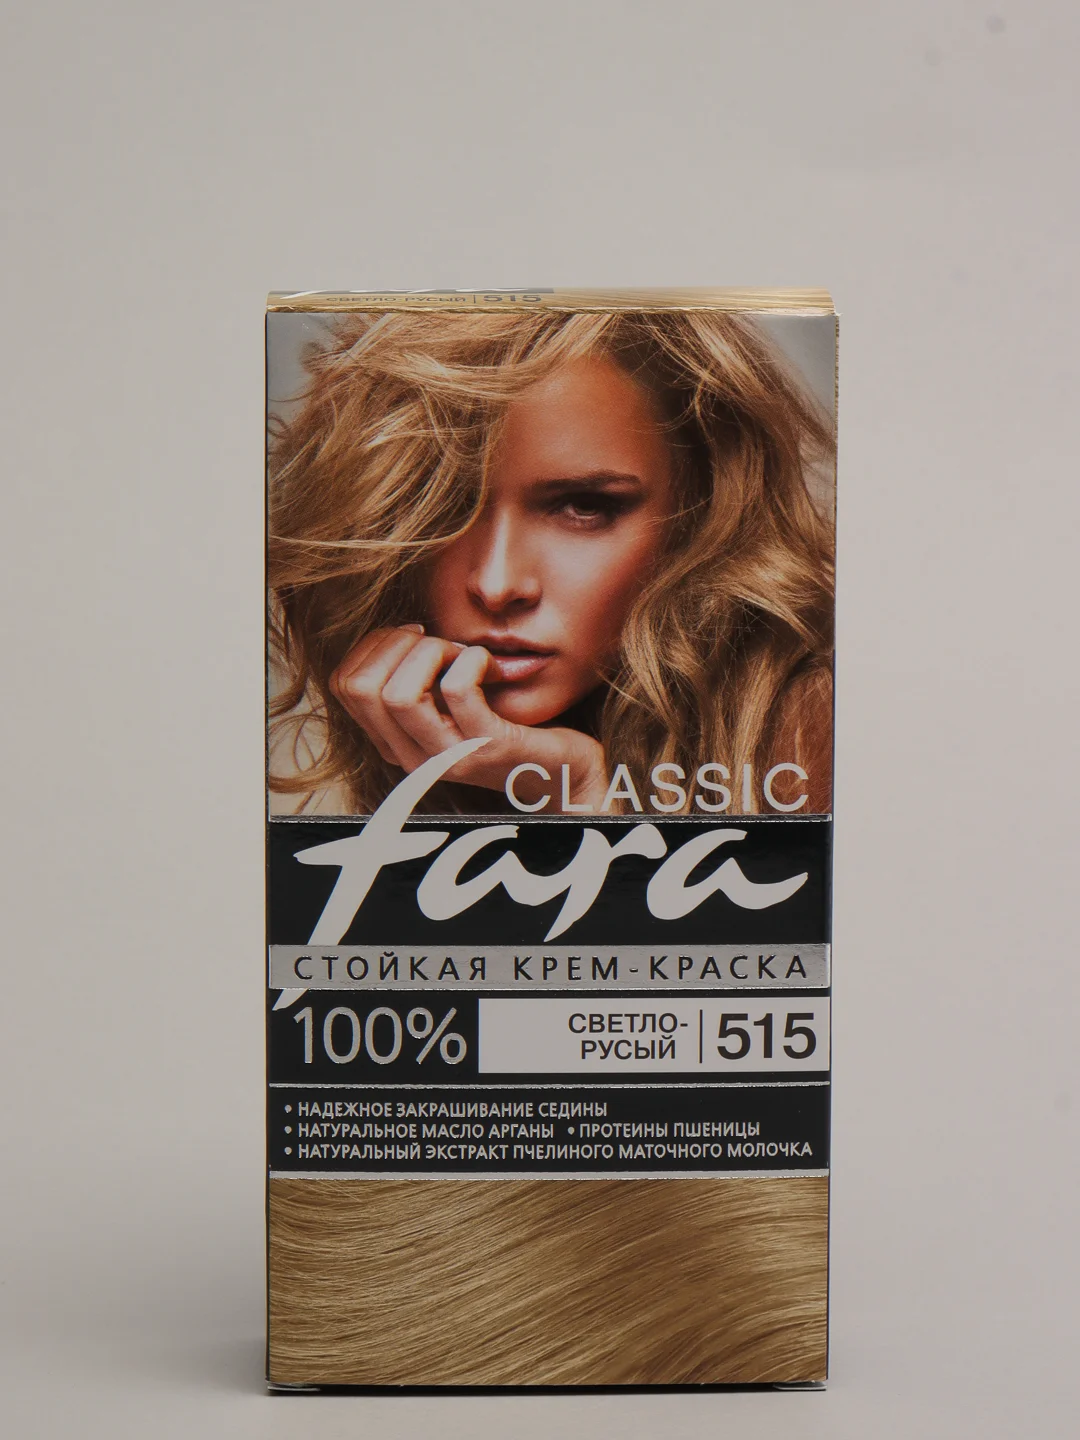 СВЕТЛО-РУСЫЙ | 515
CLASSIC
fara
СТОЙКАЯ КРЕМ-КРАСКА
100%
СВЕТЛО-
РУСЫЙ | 515
• НАДЕЖНОЕ ЗАКРАШИВАНИЕ СЕДИНЫ
• НАТУРАЛЬНОЕ МАСЛО АРГАНЫ • ПРОТЕИНЫ ПШЕНИЦЫ
• НАТУРАЛЬНЫЙ ЭКСТРАКТ ПЧЕЛИНОГО МАТОЧНОГО МОЛОЧКА